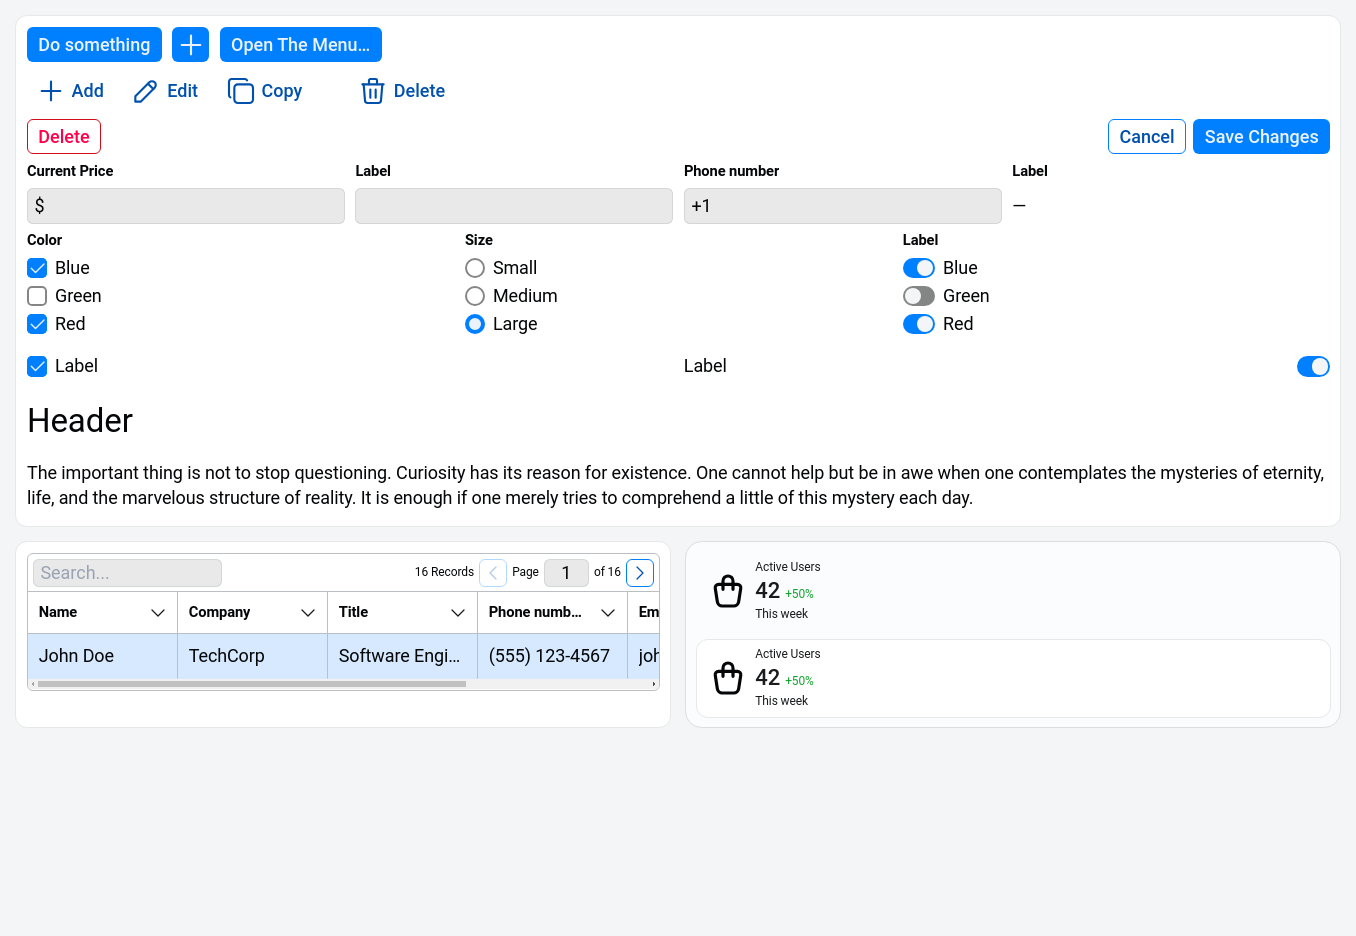 Do something Open The Menu...
Add Edit Copy Delete
Delete Cancel Save Changes
Current Price Label Phone number Label
$ +1 —
Color Size Label
Blue Small Blue
Green Medium Green
Red Large Red
Label Label
Header
The important thing is not to stop questioning. Curiosity has its reason for existence. One cannot help but be in awe when one contemplates the mysteries of eternity,
life, and the marvelous structure of reality. It is enough if one merely tries to comprehend a little of this mystery each day.
Search... 16 Records Page 1 of 16
Name Company Title Phone numb... Em
John Doe TechCorp Software Engi... (555) 123-4567 joh
Active Users
42 +50%
This week
Active Users
42 +50%
This week